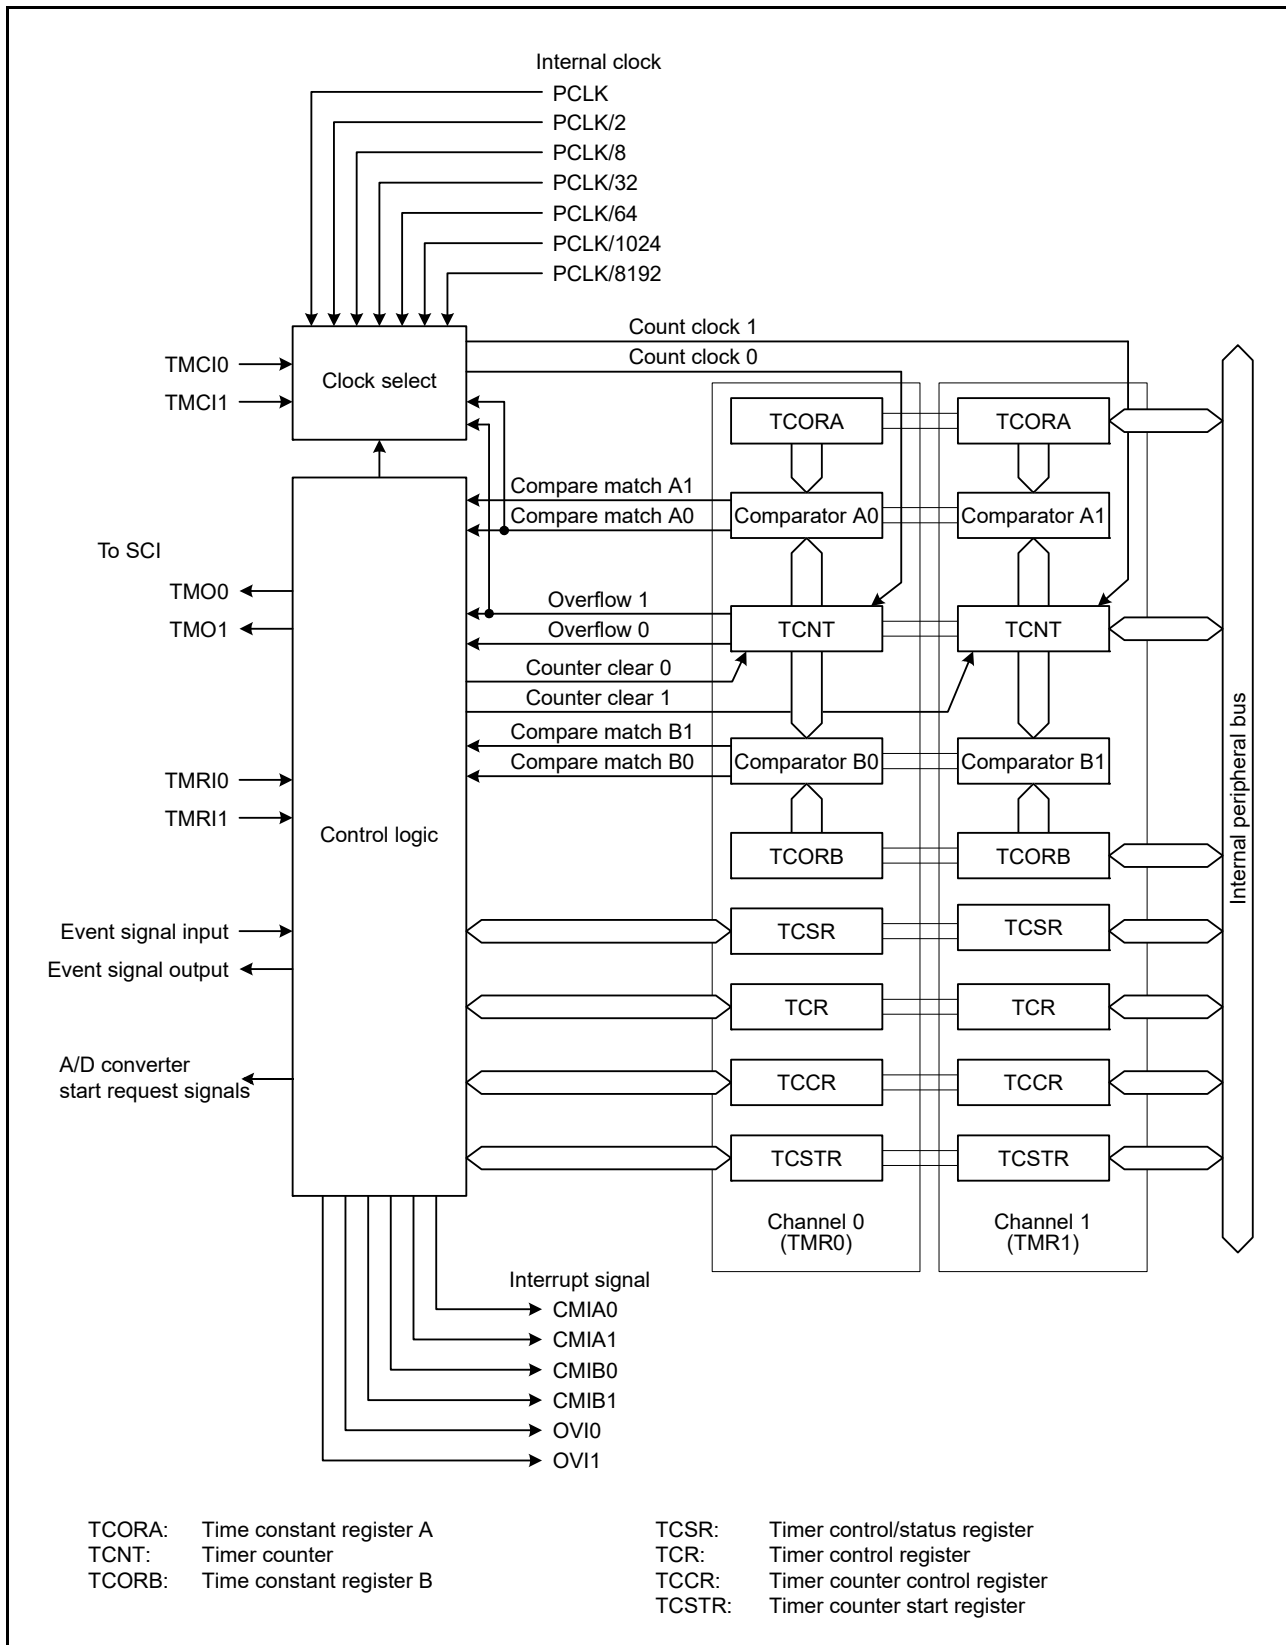 Internal clock
PCLK
PCLK/2
PCLK/8
PCLK/32
PCLK/64
PCLK/1024
PCLK/8192
Count clock 1
Count clock 0
TMCI0
TMCI1
Clock select
TCORA
TCORA
Compare match A1
Compare match A0
Comparator A0
Comparator A1
To SCI
TMO0
TMO1
Overflow 1
Overflow 0
TCNT
TCNT
Counter clear 0
Counter clear 1
Compare match B1
Compare match B0
Comparator B0
Comparator B1
TMRI0
TMRI1
Control logic
TCORB
TCORB
Internal peripheral bus
Event signal input
Event signal output
TCSR
TCSR
TCR
TCR
A/D converter
start request signals
TCCR
TCCR
TCSTR
TCSTR
Channel 0
(TMR0)
Channel 1
(TMR1)
Interrupt signal
CMIA0
CMIA1
CMIB0
CMIB1
OVI0
OVI1
TCORA: Time constant register A
TCNT: Timer counter
TCORB: Time constant register B
TCSR: Timer control/status register
TCR: Timer control register
TCCR: Timer counter control register
TCSTR: Timer counter start register